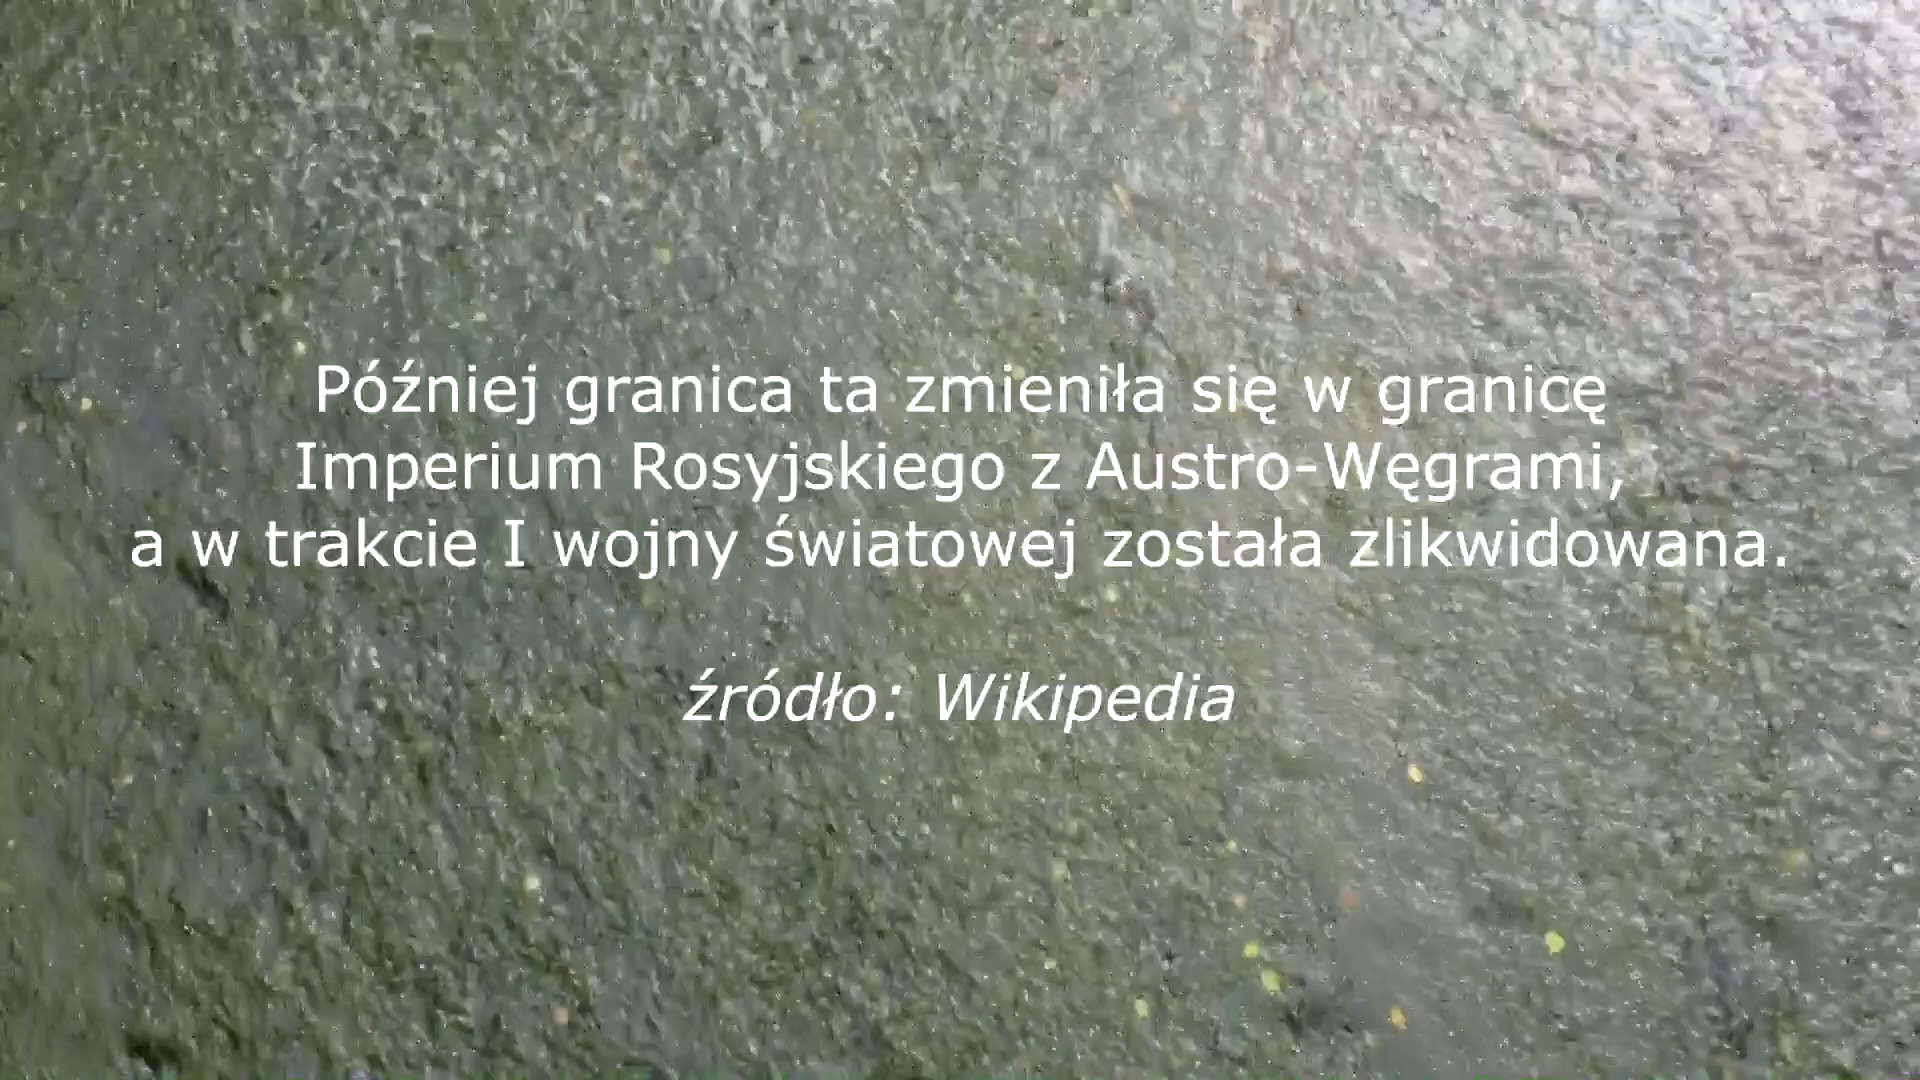 Później granica ta zmieniła się w granicę
Imperium Rosyjskiego z Austro-Węgrami,
a w trakcie I wojny światowej została zlikwidowana.
źródło: Wikipedia